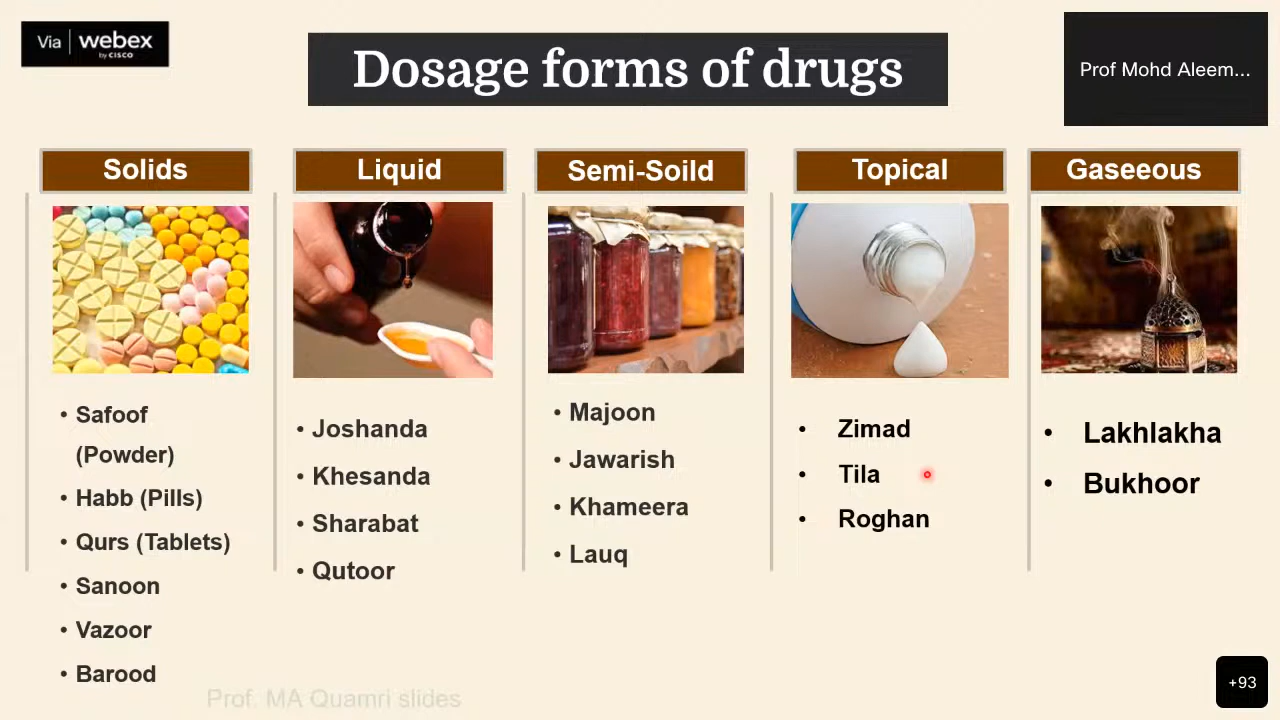 Via | webex
by CISCO
Dosage forms of drugs
Prof Mohd Aleem...
Solids
• Safoof
(Powder)
• Habb (Pills)
• Qurs (Tablets)
• Sanoon
• Vazoor
• Barood
Liquid
• Joshanda
• Khesanda
• Sharabat
• Qutoor
Semi-Soild
• Majoon
• Jawarish
• Khameera
• Lauq
Topical
• Zimad
• Tila
• Roghan
Gaseeous
• Lakhlakha
• Bukhoor
Prof. MA Quamri slides
+93